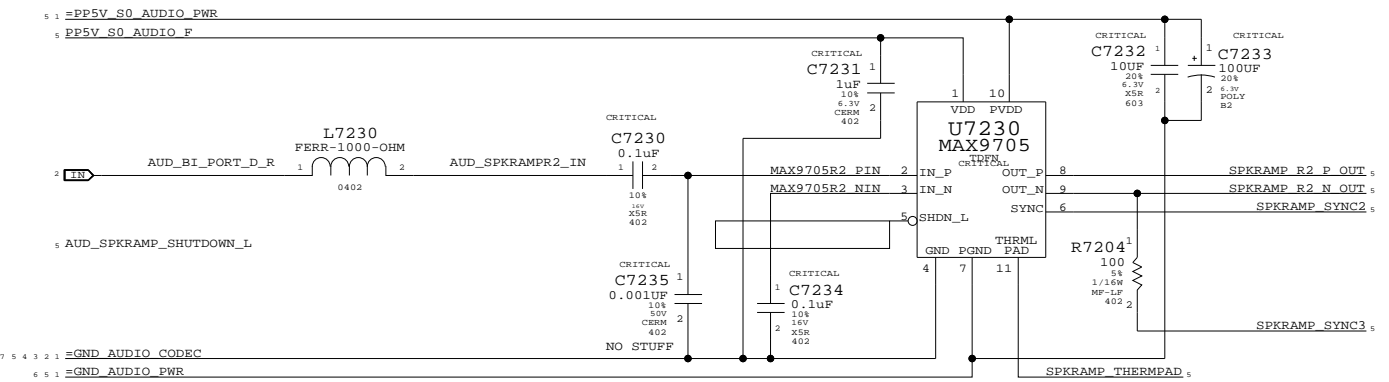 5 1 =PP5V_S0_AUDIO_PWR
5 PP5V_S0_AUDIO_F
CRITICAL
C7231
1uF
10%
6.3V
CERM
402
1
2
CRITICAL
C7232
10UF
20%
6.3V
X5R
603
1
2
CRITICAL
C7233
100UF
20%
6.3V
POLY
B2
1
+
2
1
10
VDD PVDD
U7230
MAX9705
TDFN
CRITICAL
L7230
FERR-1000-OHM
1
2
0402
CRITICAL
C7230
0.1uF
1
2
10%
16V
X5R
402
2 IN
AUD_BI_PORT_D_R
AUD_SPKRAMPR2_IN
MAX9705R2_PIN 2 IN_P
MAX9705R2_NIN 3 IN_N
5 SHDN_L
OUT_P 8 SPKRAMP_R2_P_OUT 5
OUT_N 9 SPKRAMP_R2_N_OUT 5
SYNC 6 SPKRAMP_SYNC2 5
GND PGND THRML PAD
4 7 11
5 AUD_SPKRAMP_SHUTDOWN_L
CRITICAL
C7235
0.001UF
10%
50V
CERM
402
1
2
NO STUFF
CRITICAL
C7234
0.1uF
10%
16V
X5R
402
1
2
R7204
100
5%
1/16W
MF-LF
402
1
2
SPKRAMP_SYNC3 5
7 5 4 3 2 1 =GND_AUDIO_CODEC
6 5 1 =GND_AUDIO_PWR
SPKRAMP_THERMPAD 5